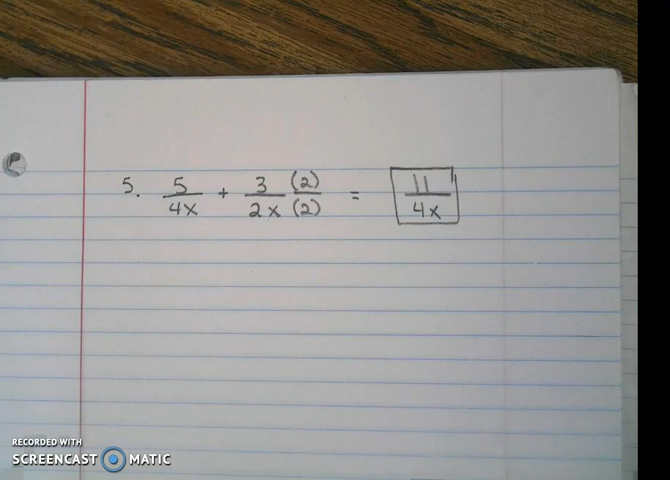 5. 5/4x + 3(2)/2x(2) = 11/4x
RECORDED WITH
SCREENCAST MATIC